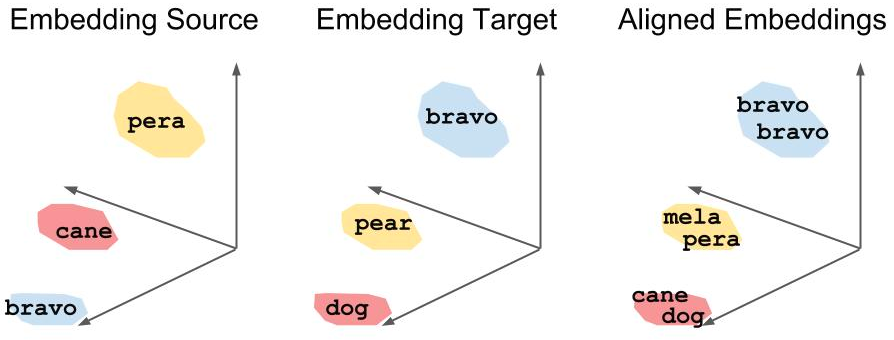 Embedding Source
pera
cane
bravo
Embedding Target
bravo
pear
dog
Aligned Embeddings
bravo
bravo
mela
pera
cane
dog